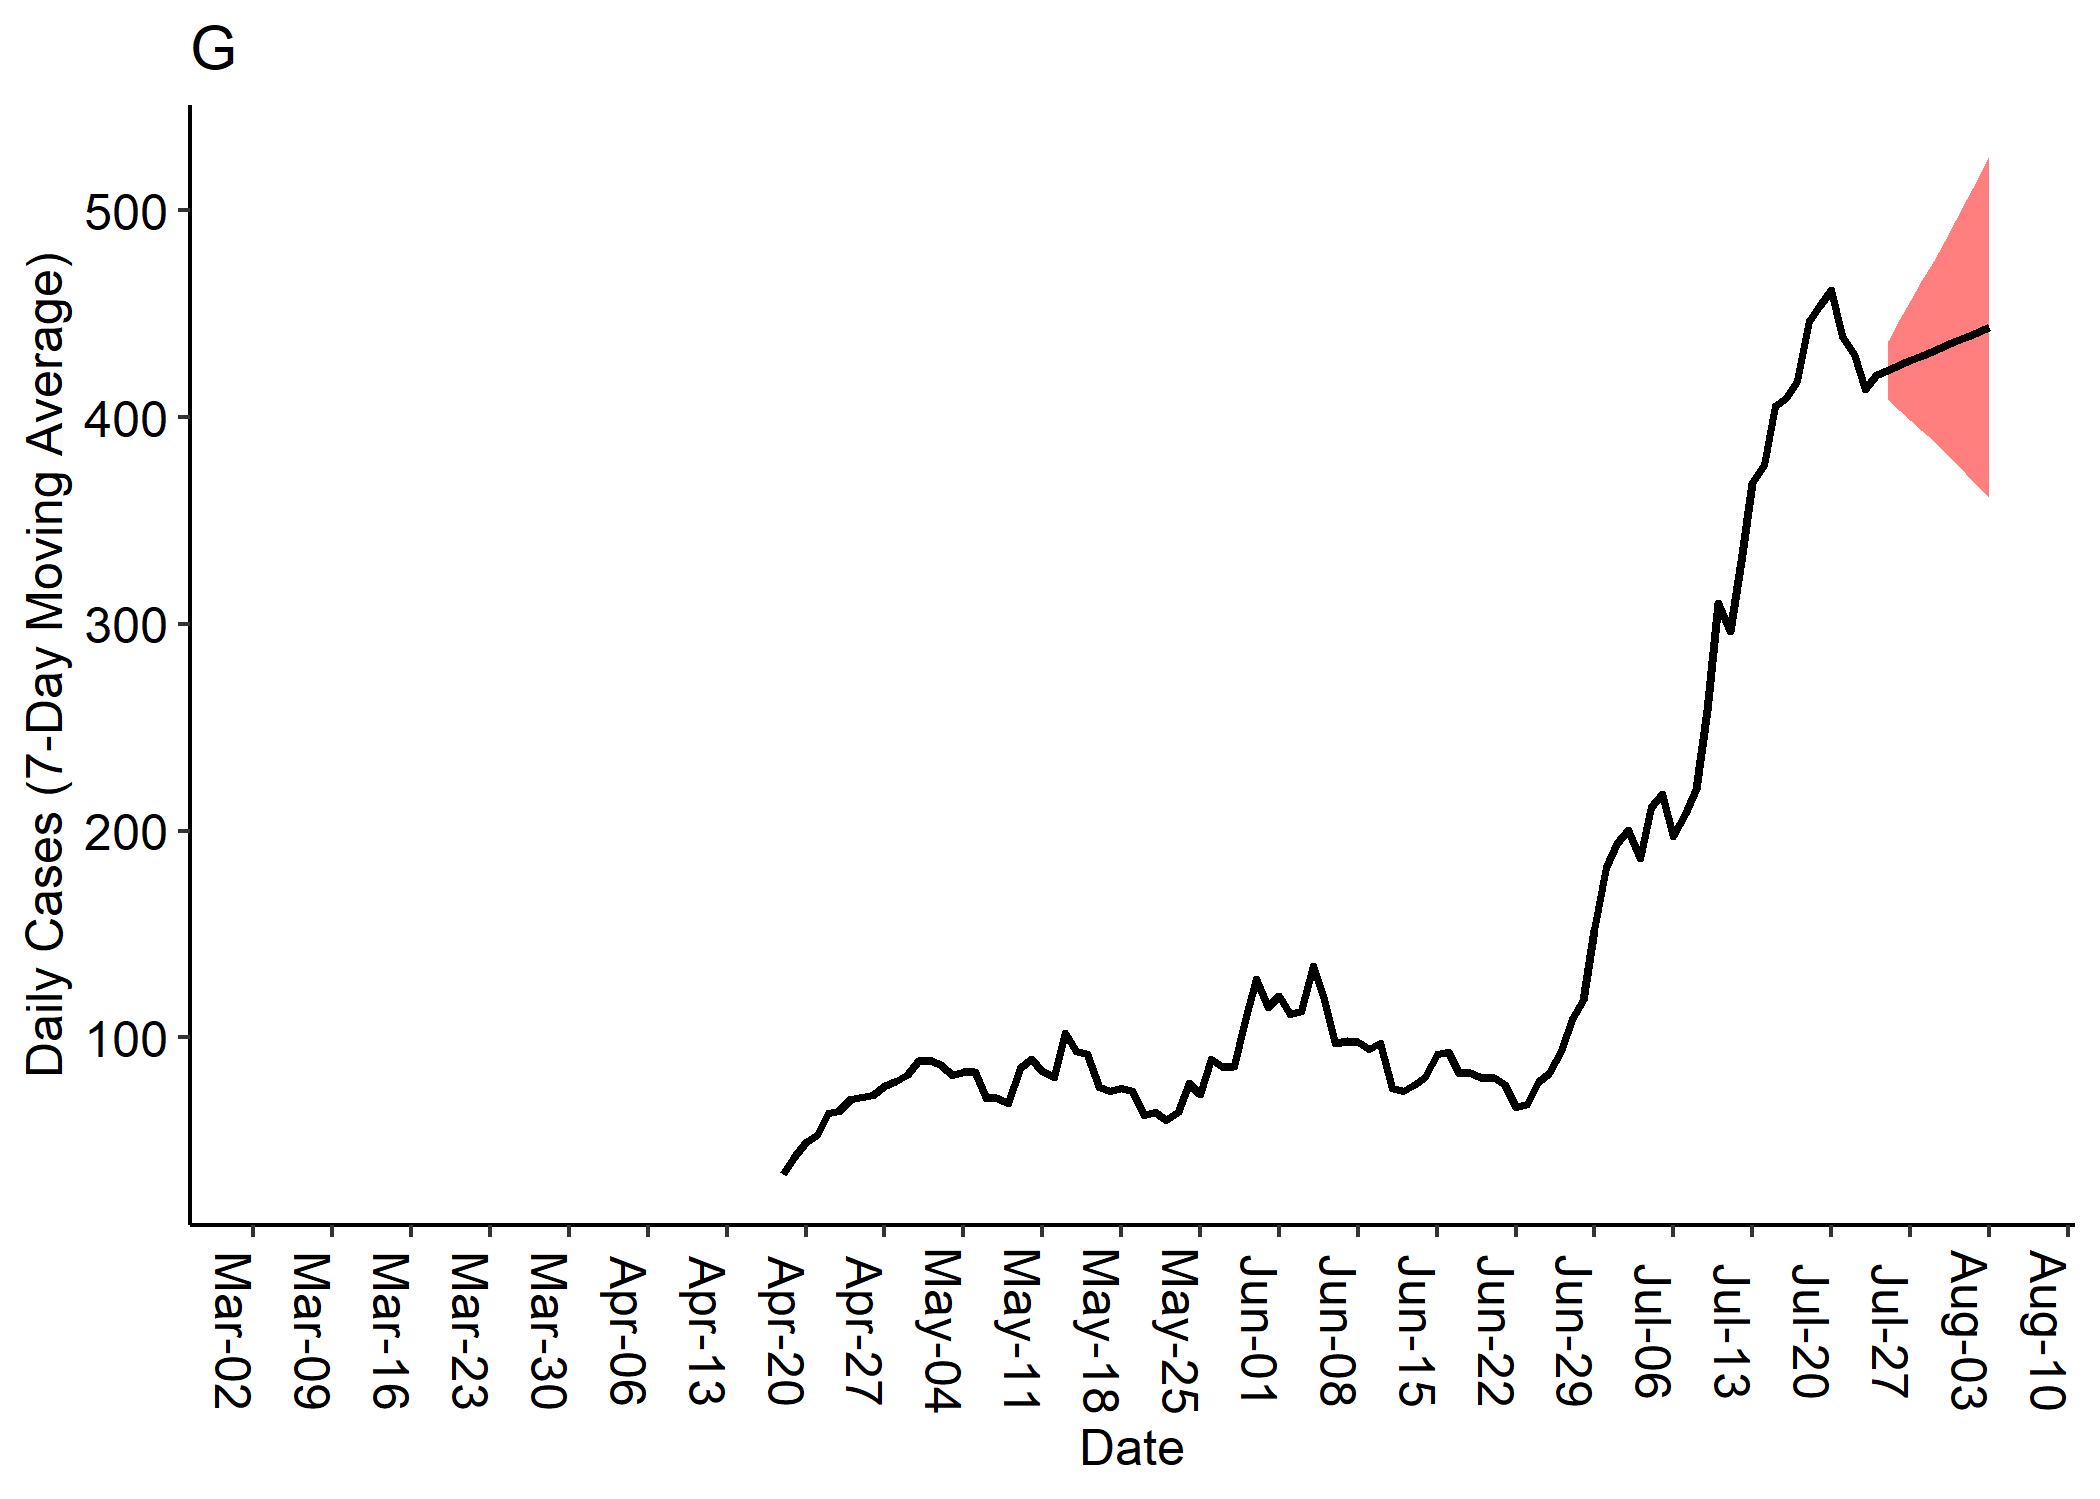 G
Daily Cases (7-Day Moving Average)
500
400
300
200
100
Mar-02
Mar-09
Mar-16
Mar-23
Mar-30
Apr-06
Apr-13
Apr-20
Apr-27
May-04
May-11
May-18
May-25
Jun-01
Jun-08
Jun-15
Jun-22
Jun-29
Jul-06
Jul-13
Jul-20
Jul-27
Aug-03
Aug-10
Date